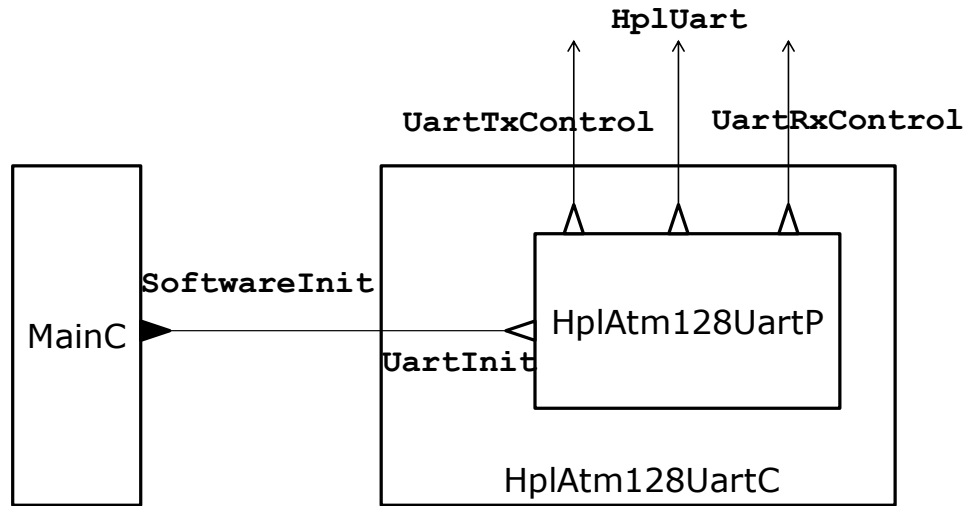 HplUart
UartTxControl
UartRxControl
SoftwareInit
MainC
HplAtm128UartP
UartInit
HplAtm128UartC